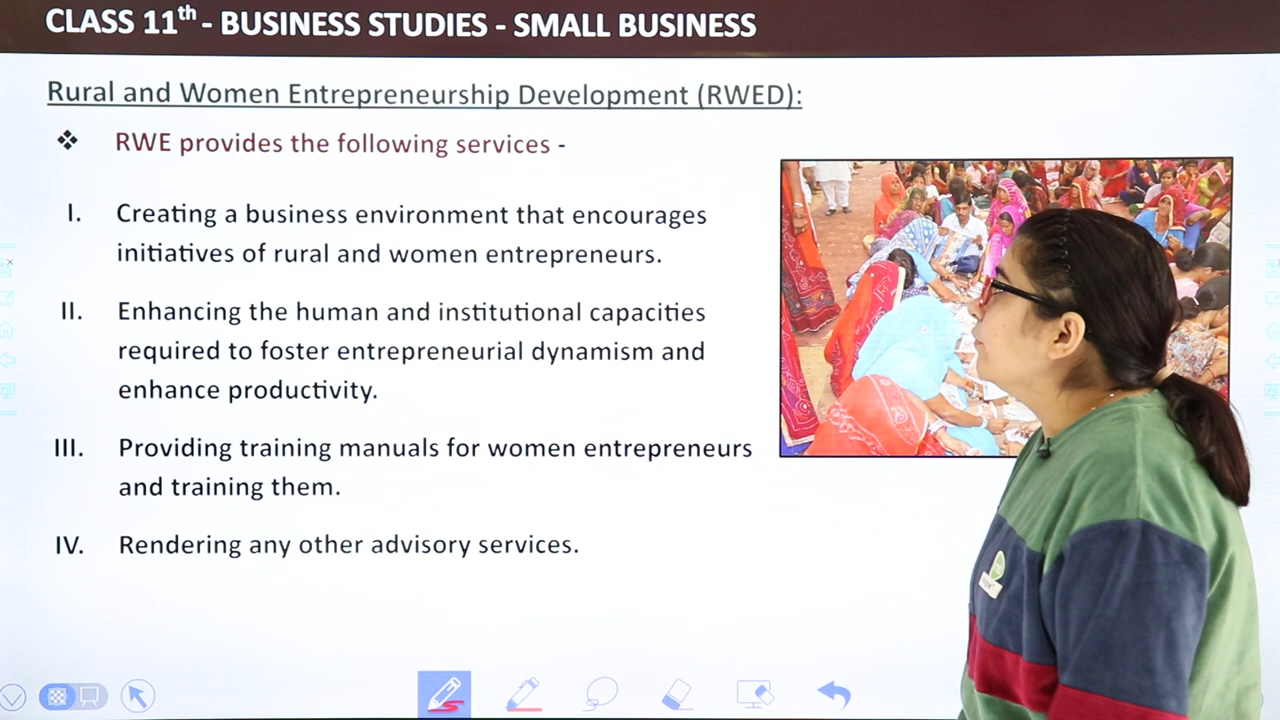 CLASS 11th - BUSINESS STUDIES - SMALL BUSINESS
Rural and Women Entrepreneurship Development (RWED):
❖ RWE provides the following services -
I. Creating a business environment that encourages
initiatives of rural and women entrepreneurs.
II. Enhancing the human and institutional capacities
required to foster entrepreneurial dynamism and
enhance productivity.
III. Providing training manuals for women entrepreneurs
and training them.
IV. Rendering any other advisory services.